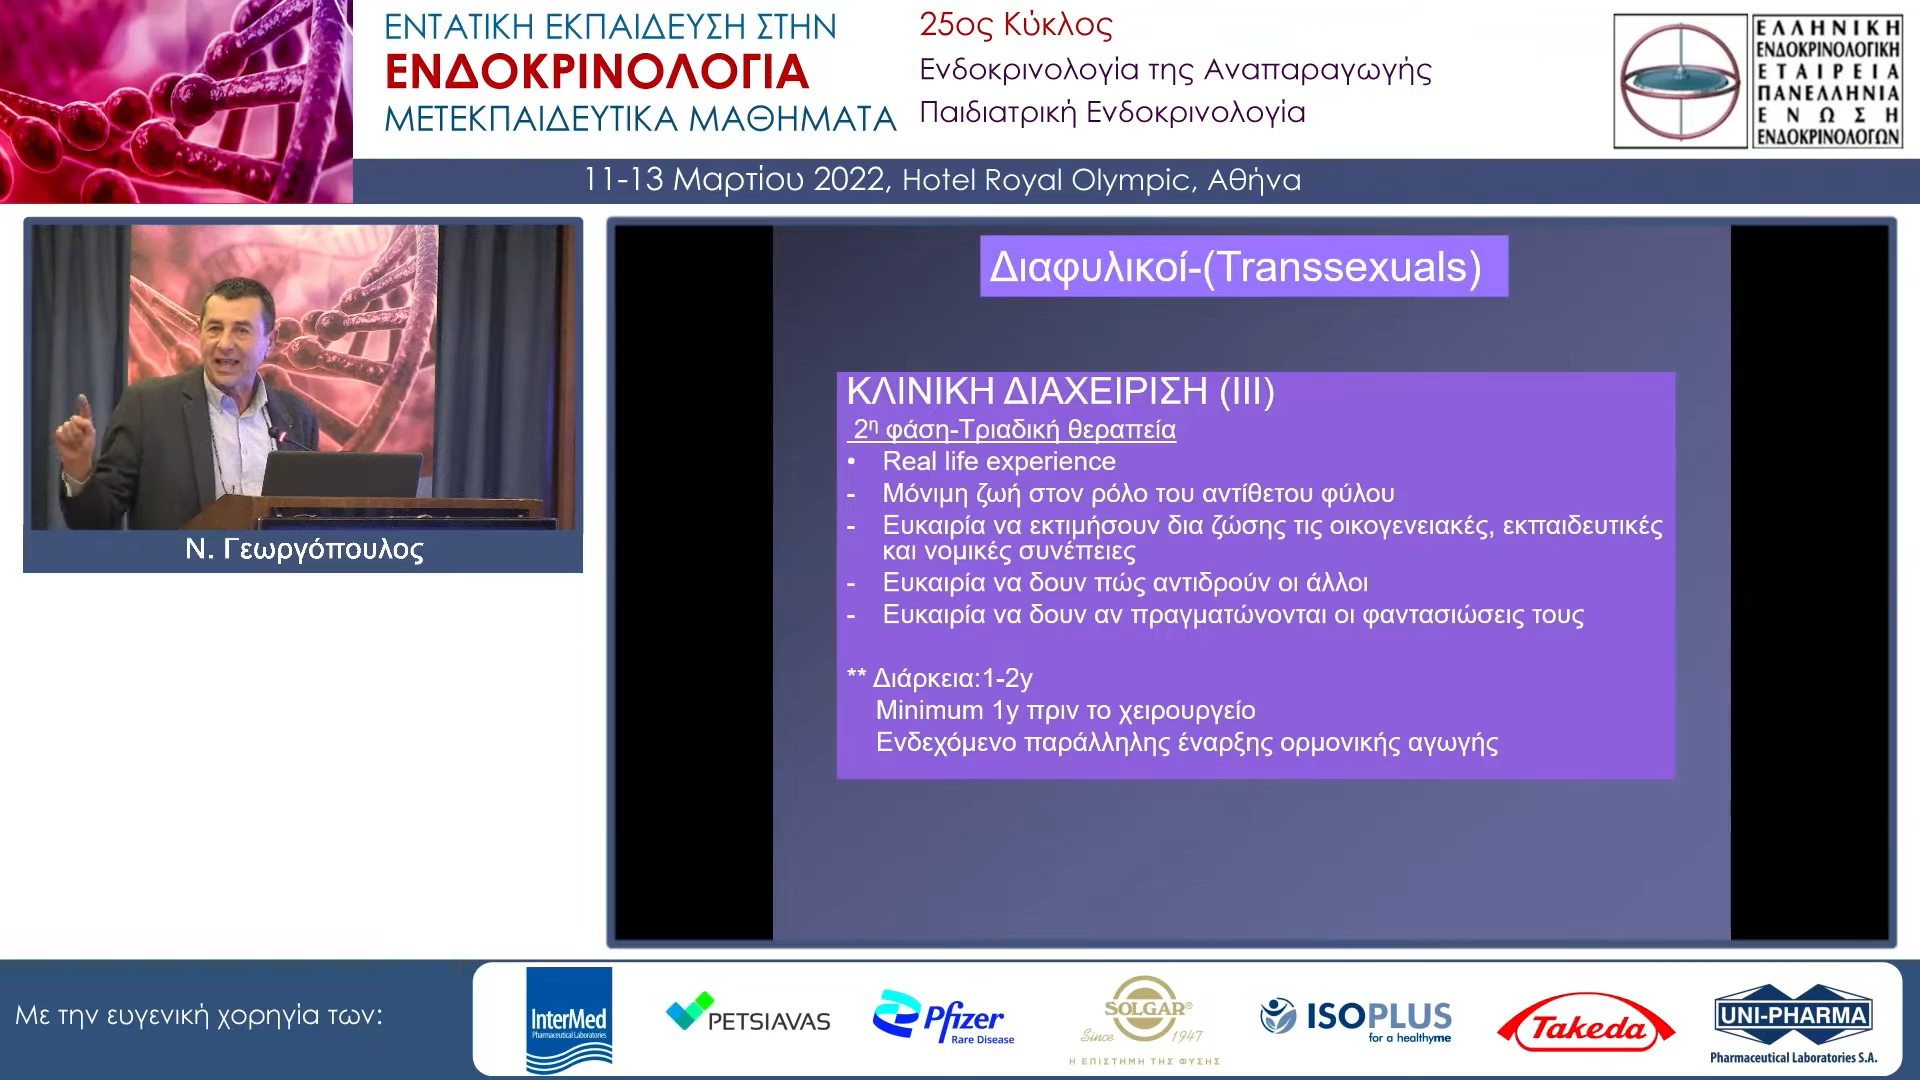 ΕΝΤΑΤΙΚΗ ΕΚΠΑΙΔΕΥΣΗ ΣΤΗΝ
ΕΝΔΟΚΡΙΝΟΛΟΓΙΑ
ΜΕΤΕΚΠΑΙΔΕΥΤΙΚΑ ΜΑΘΗΜΑΤΑ
25ος Κύκλος
Ενδοκρινολογία της Αναπαραγωγής
Παιδιατρική Ενδοκρινολογία
ΕΛΛΗΝΙΚΗ
ΕΝΔΟΚΡΙΝΟΛΟΓΙΚΗ
ΕΤΑΙΡΕΙΑ
ΠΑΝΕΛΛΗΝΙΑ
ΕΝΩΣΗ
ΕΝΔΟΚΡΙΝΟΛΟΓΩΝ
11-13 Μαρτίου 2022, Hotel Royal Olympic, Αθήνα
Ν. Γεωργόπουλος
Διαφυλικοί-(Transsexuals)
ΚΛΙΝΙΚΗ ΔΙΑΧΕΙΡΙΣΗ (ΙΙΙ)
2η φάση-Τριαδική θεραπεία
• Real life experience
- Μόνιμη ζωή στον ρόλο του αντίθετου φύλου
- Ευκαιρία να εκτιμήσουν δια ζώσης τις οικογενειακές, εκπαιδευτικές
και νομικές συνέπειες
- Ευκαιρία να δουν πώς αντιδρούν οι άλλοι
- Ευκαιρία να δουν αν πραγματώνονται οι φαντασιώσεις τους
** Διάρκεια:1-2y
Minimum 1y πριν το χειρουργείο
Ενδεχόμενο παράλληλης έναρξης ορμονικής αγωγής
Με την ευγενική χορηγία των:
InterMed
Pharmaceutical Laboratories
PETSIAVAS
Pfizer
Rare Disease
SOLGAR®
Since 1947
Η ΕΠΙΣΤΗΜΗ ΤΗΣ ΦΥΣΗΣ
ISOPLUS
for a healthyme
Takeda
UNI-PHARMA
Pharmaceutical Laboratories S.A.